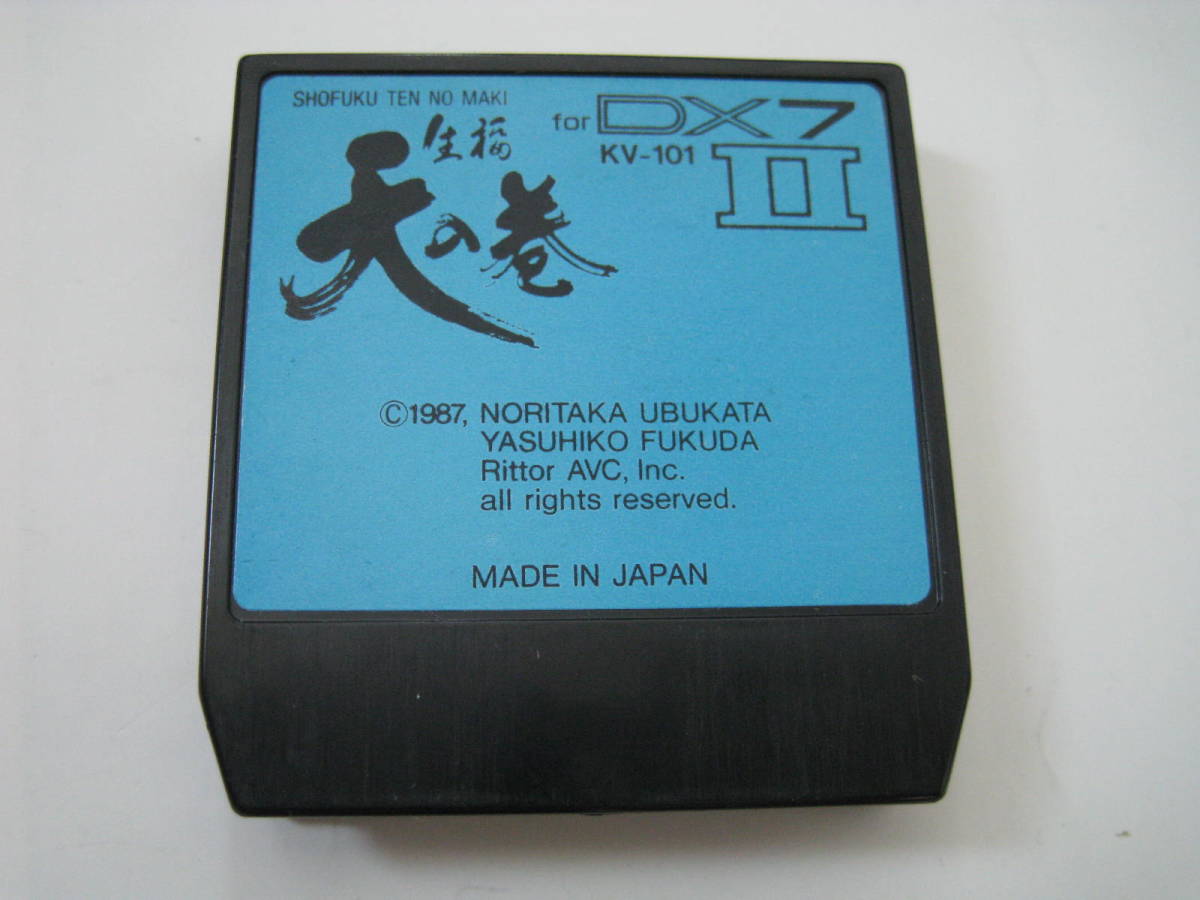 SHOFUKU TEN NO MAKI
生福
天の巻
for DX7
KV-101 II
©1987, NORITAKA UBUKATA
YASUHIKO FUKUDA
Rittor AVC, Inc.
all rights reserved.
MADE IN JAPAN